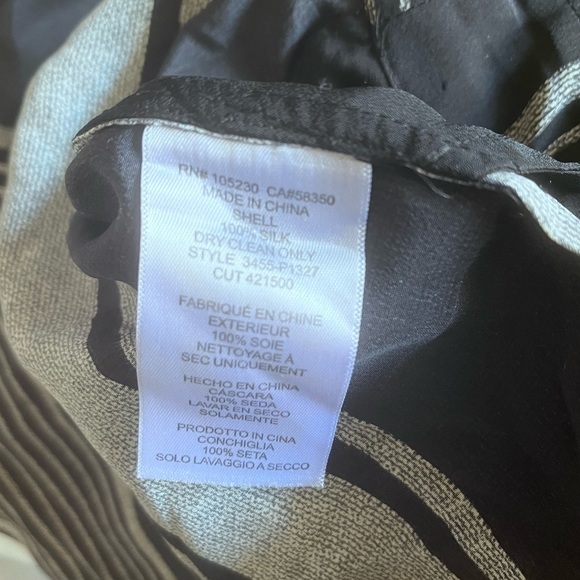 RN# 105230 CA#58350
MADE IN CHINA
SHELL
100% SILK
DRY CLEAN ONLY
STYLE 3455-P1327
CUT 421500
FABRIQUÉ EN CHINE
EXTERIEUR
100% SOIE
NETTOYAGE À
SEC UNIQUEMENT
HECHO EN CHINA
CÁSCARA
100% SEDA
LAVAR EN SECO
SOLAMENTE
PRODOTTO IN CINA
CONCHIGLIA
100% SETA
SOLO LAVAGGIO A SECCO